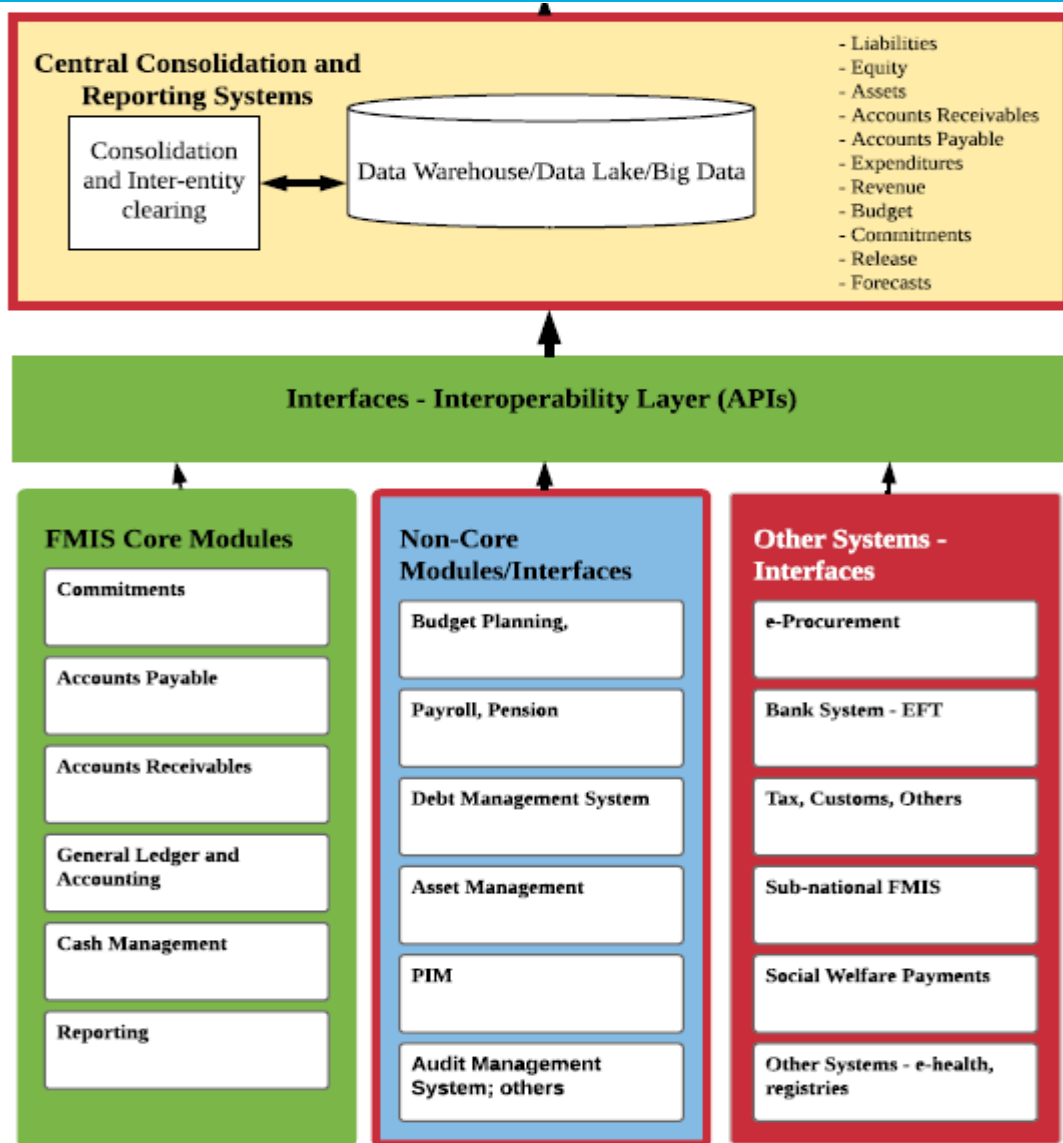 Central Consolidation and
Reporting Systems
Consolidation
and Inter-entity
clearing
Data Warehouse/Data Lake/Big Data
- Liabilities
- Equity
- Assets
- Accounts Receivables
- Accounts Payable
- Expenditures
- Revenue
- Budget
- Commitments
- Release
- Forecasts
Interfaces - Interoperability Layer (APIs)
FMIS Core Modules
Commitments
Accounts Payable
Accounts Receivables
General Ledger and
Accounting
Cash Management
Reporting
Non-Core
Modules/Interfaces
Budget Planning,
Payroll, Pension
Debt Management System
Asset Management
PIM
Audit Management
System; others
Other Systems -
Interfaces
e-Procurement
Bank System - EFT
Tax, Customs, Others
Sub-national FMIS
Social Welfare Payments
Other Systems - e-health,
registries